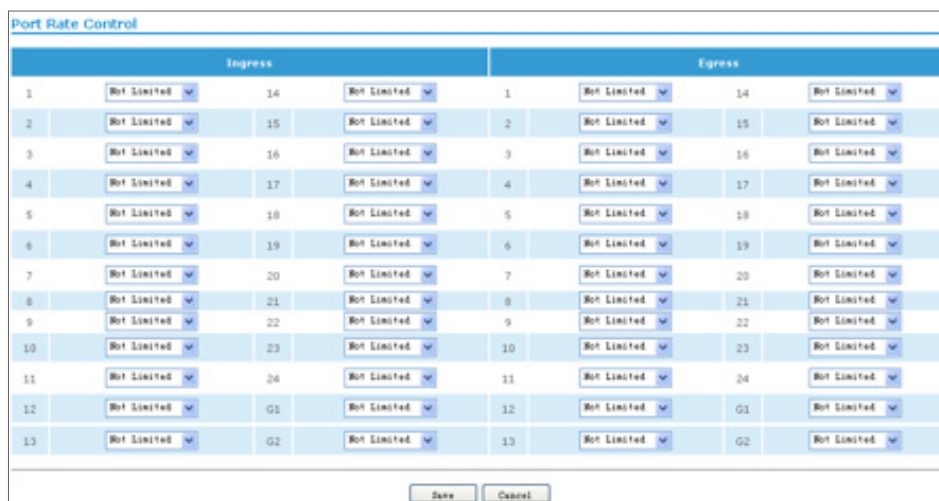 Port Rate Control
Ingress Egress
1 Not Limited 14 Not Limited 1 Not Limited 14 Not Limited
2 Not Limited 15 Not Limited 2 Not Limited 15 Not Limited
3 Not Limited 16 Not Limited 3 Not Limited 16 Not Limited
4 Not Limited 17 Not Limited 4 Not Limited 17 Not Limited
5 Not Limited 18 Not Limited 5 Not Limited 18 Not Limited
6 Not Limited 19 Not Limited 6 Not Limited 19 Not Limited
7 Not Limited 20 Not Limited 7 Not Limited 20 Not Limited
8 Not Limited 21 Not Limited 8 Not Limited 21 Not Limited
9 Not Limited 22 Not Limited 9 Not Limited 22 Not Limited
10 Not Limited 23 Not Limited 10 Not Limited 23 Not Limited
11 Not Limited 24 Not Limited 11 Not Limited 24 Not Limited
12 Not Limited G1 Not Limited 12 Not Limited G1 Not Limited
13 Not Limited G2 Not Limited 13 Not Limited G2 Not Limited
Save Cancel